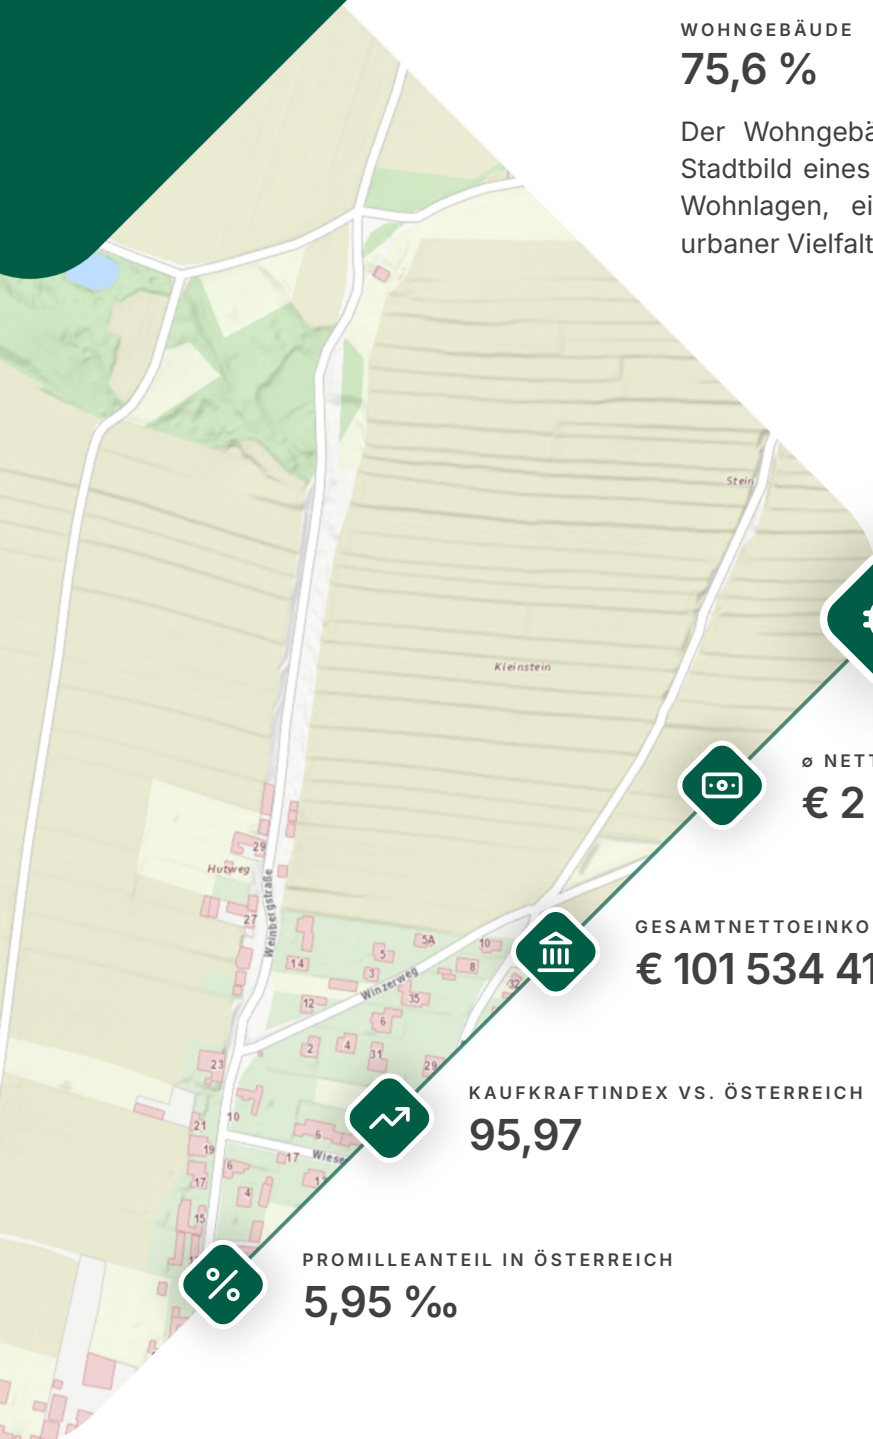 WOHNGEBÄUDE
75,6 %
Der Wohngebä
Stadtbild eines
Wohnlagen, ei
urbaner Vielfalt
Stein
Kleinstein
ø NETT
€ 2
29
Hutweg
Weinbergstraße
27
GESAMTNETTOEINKO
€ 101 534 41
5A
10
5
14
3
8
Winzerweg
32
35
12
6
2
4
31
23
29
KAUFKRAFTINDEX VS. ÖSTERREICH
95,97
10
21
6
19
17
Wiese
6
17
4
15
PROMILLEANTEIL IN ÖSTERREICH
5,95 ‰